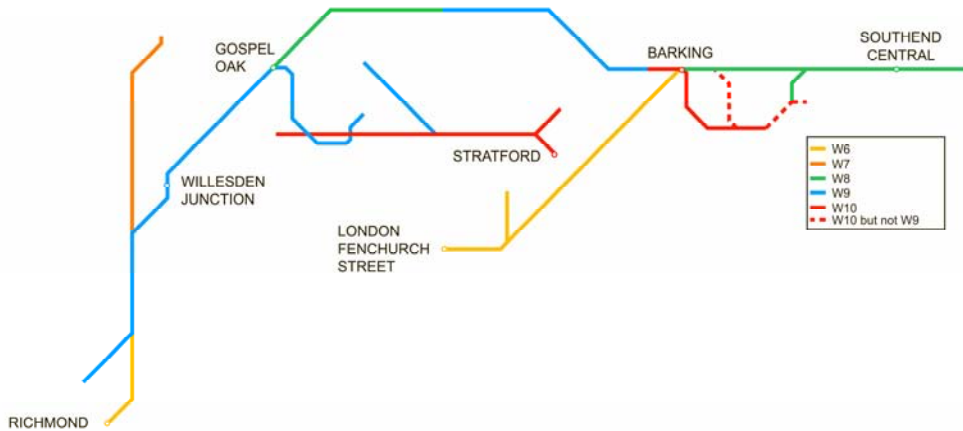 GOSPEL
OAK
BARKING
SOUTHEND
CENTRAL
STRATFORD
WILLESDEN
JUNCTION
LONDON
FENCHURCH
STREET
RICHMOND
W6
W7
W8
W9
W10
W10 but not W9